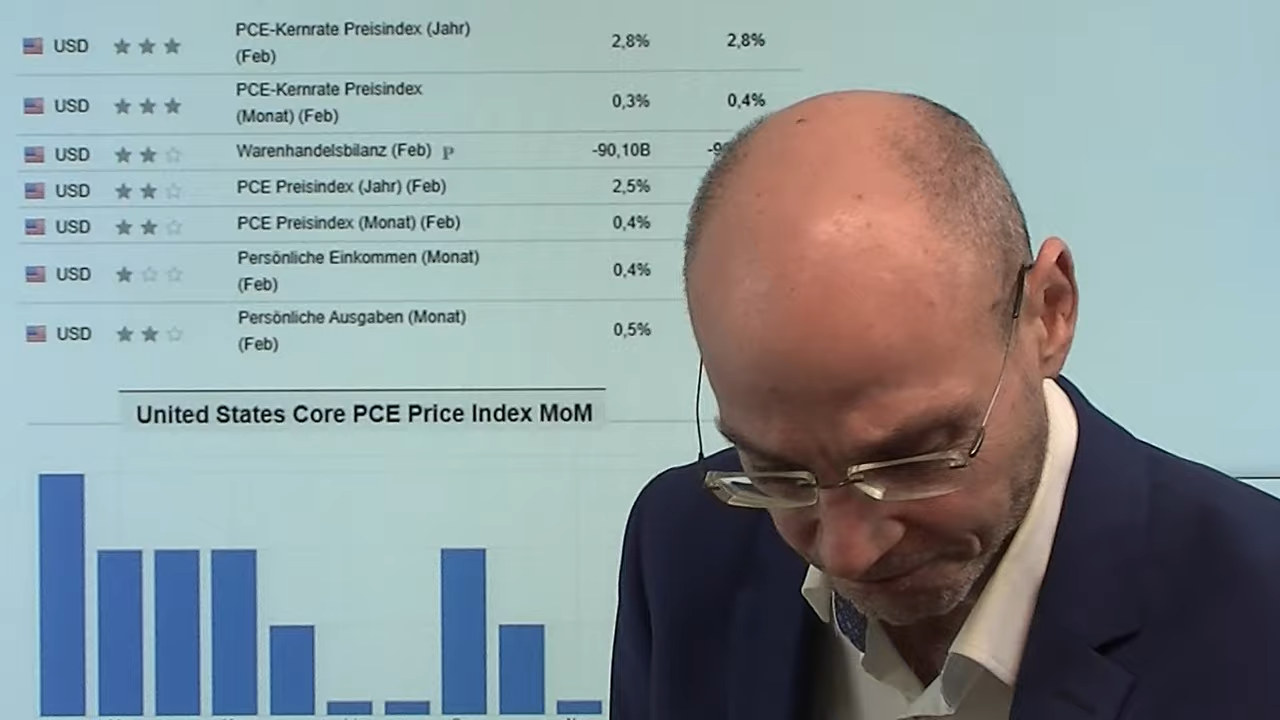 USD PCE-Kernrate Preisindex (Jahr) 2,8% 2,8%
(Feb)
USD PCE-Kernrate Preisindex 0,3% 0,4%
(Monat) (Feb)
USD Warenhandelsbilanz (Feb) P -90,10B
USD PCE Preisindex (Jahr) (Feb) 2,5%
USD PCE Preisindex (Monat) (Feb) 0,4%
USD Persönliche Einkommen (Monat) 0,4%
(Feb)
USD Persönliche Ausgaben (Monat) 0,5%
(Feb)
United States Core PCE Price Index MoM